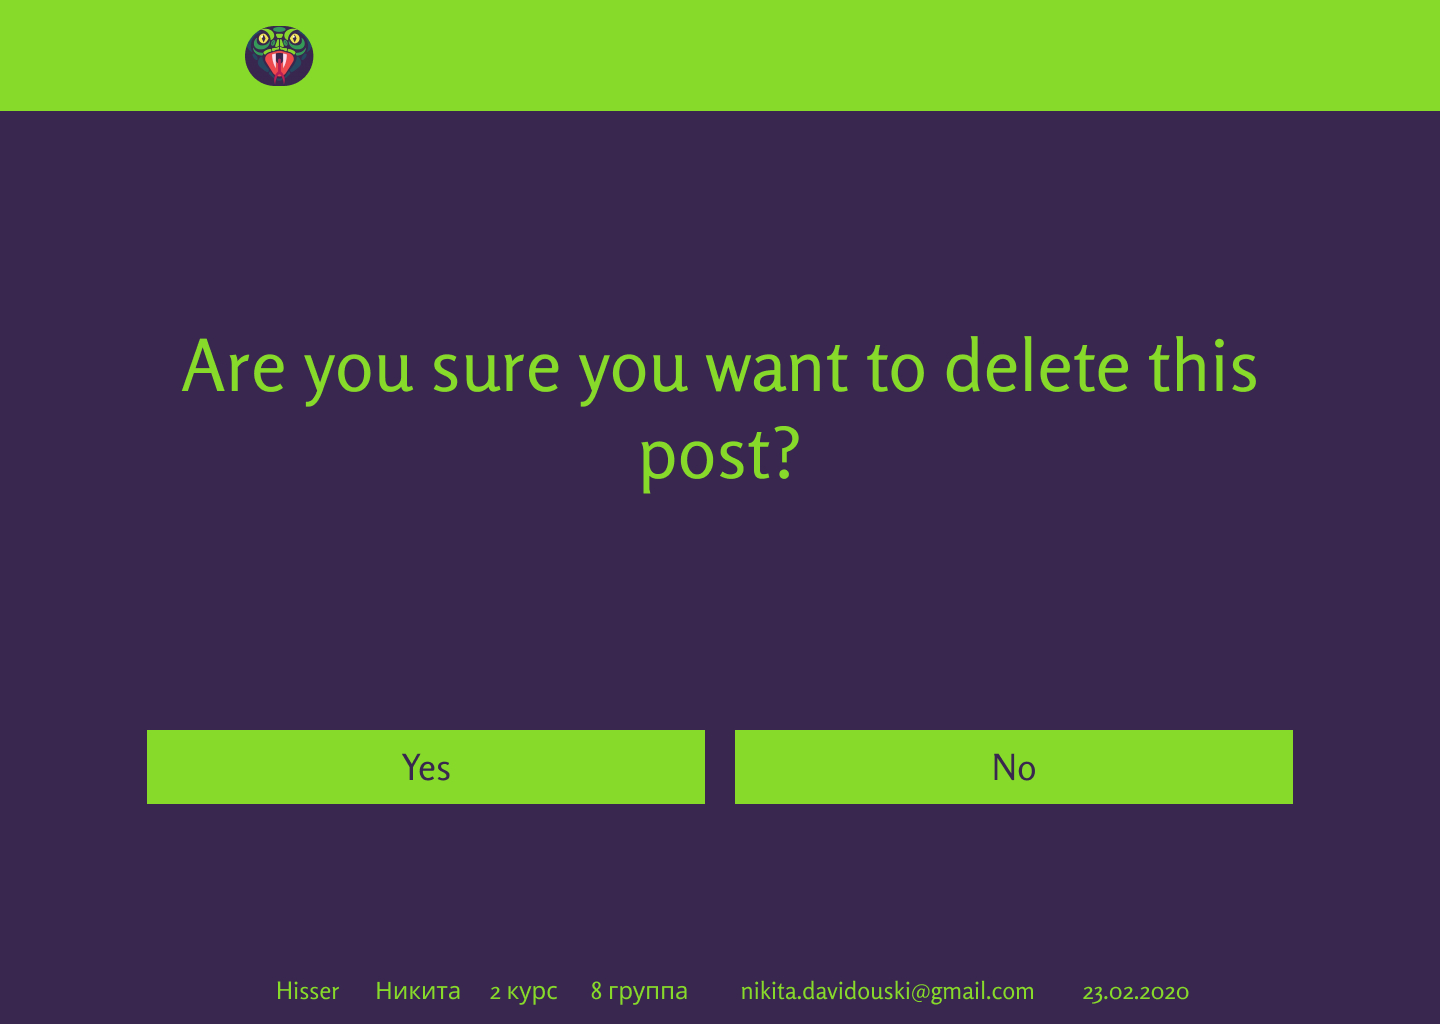 Are you sure you want to delete this
post?
Yes No
Hisser Никита 2 курс 8 группа nikita.davidouski@gmail.com 23.02.2020